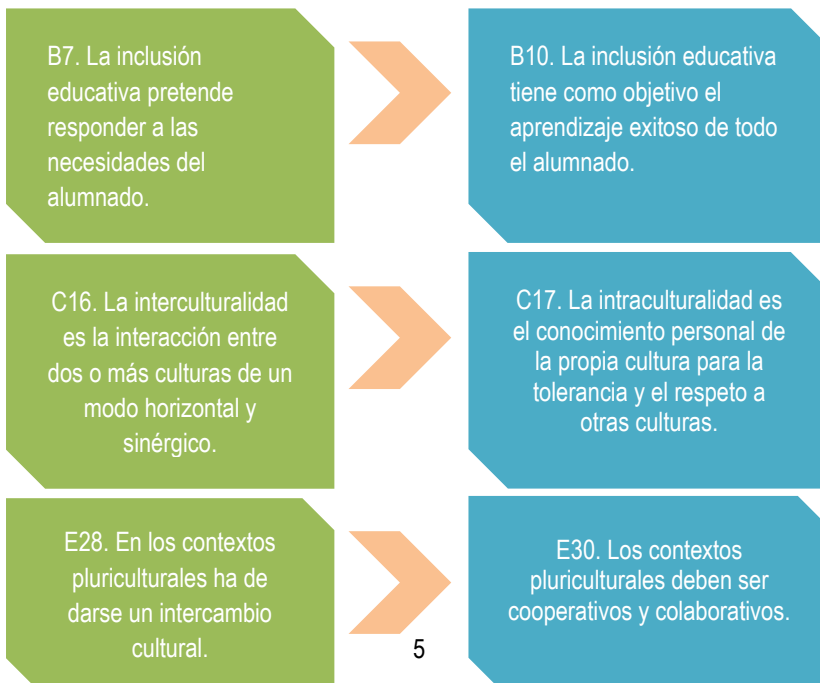 B7. La inclusión
educativa pretende
responder a las
necesidades del
alumnado.
B10. La inclusión educativa
tiene como objetivo el
aprendizaje exitoso de todo
el alumnado.
C16. La interculturalidad
es la interacción entre
dos o más culturas de un
modo horizontal y
sinérgico.
C17. La intraculturalidad es
el conocimiento personal de
la propia cultura para la
tolerancia y el respeto a
otras culturas.
E28. En los contextos
pluriculturales ha de
darse un intercambio
cultural.
E30. Los contextos
pluriculturales deben ser
cooperativos y colaborativos.
5